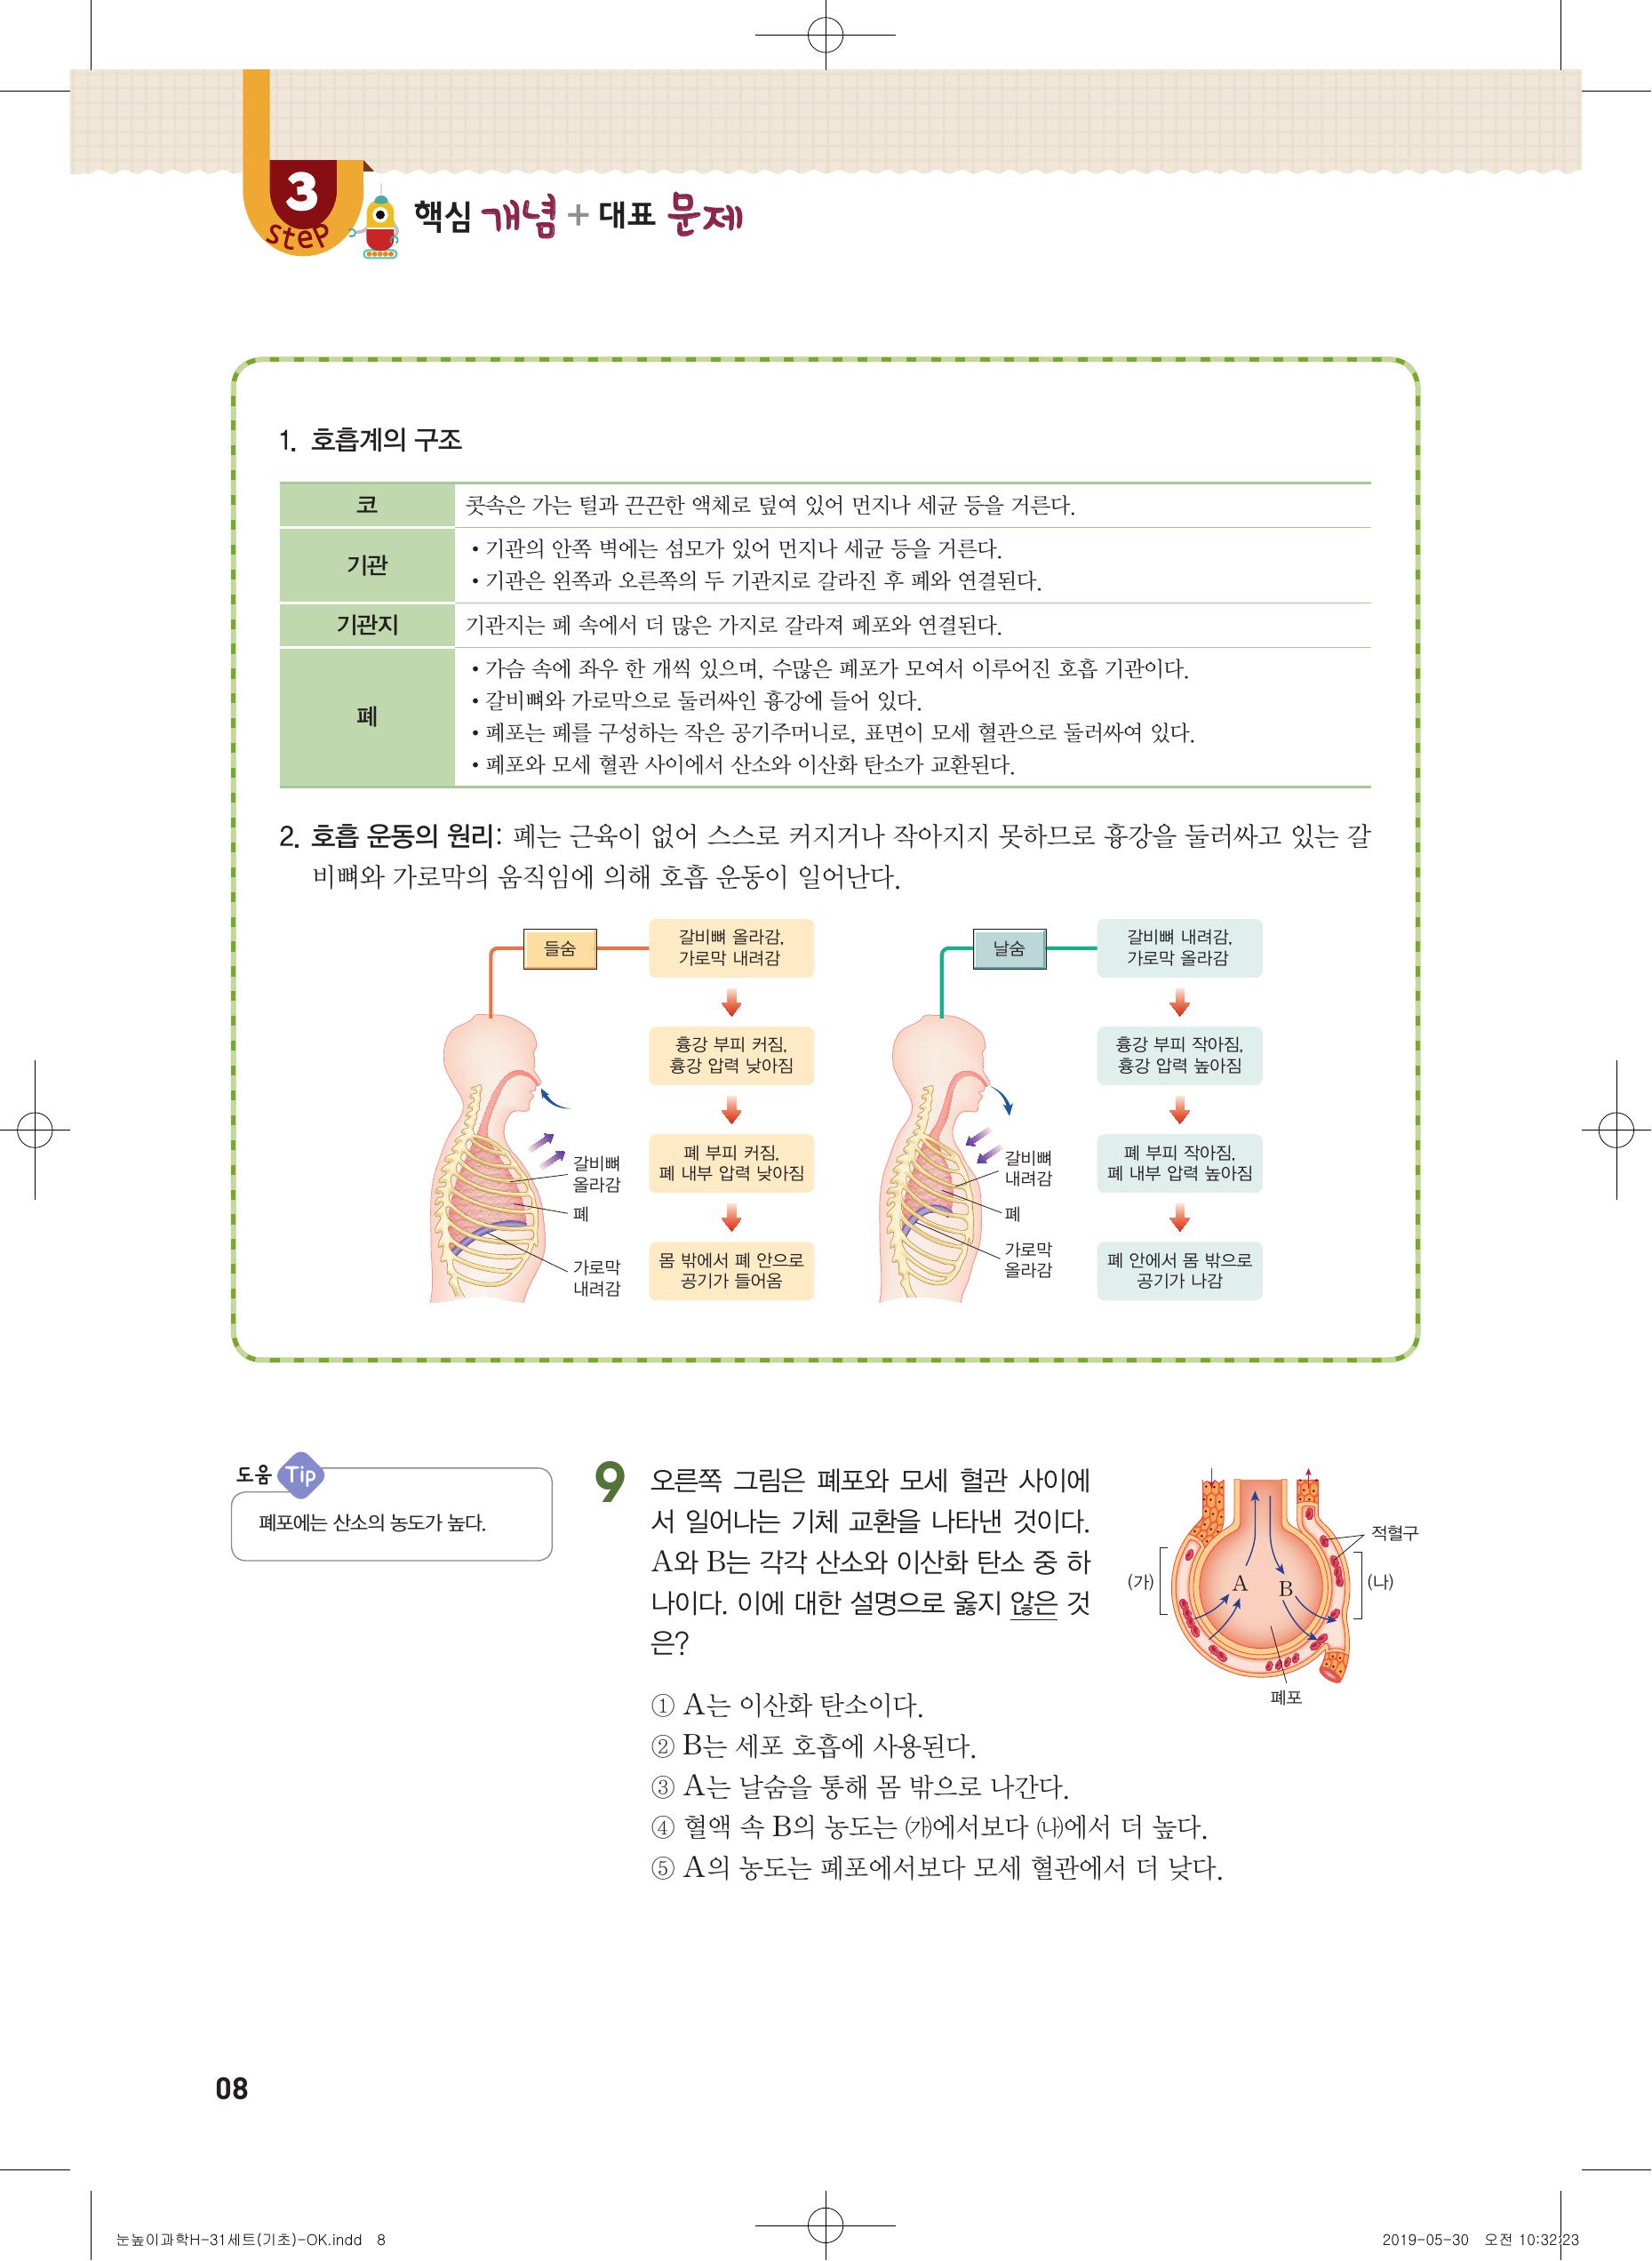 3
steP
핵심 개념 + 대표 문제
1. 호흡계의 구조
코
콧속은 가는 털과 끈끈한 액체로 덮여 있어 먼지나 세균 등을 거른다.
기관
• 기관의 안쪽 벽에는 섬모가 있어 먼지나 세균 등을 거른다.
• 기관은 왼쪽과 오른쪽의 두 기관지로 갈라진 후 폐와 연결된다.
기관지
기관지는 폐 속에서 더 많은 가지로 갈라져 폐포와 연결된다.
폐
• 가슴 속에 좌우 한 개씩 있으며, 수많은 폐포가 모여서 이루어진 호흡 기관이다.
• 갈비뼈와 가로막으로 둘러싸인 흉강에 들어 있다.
• 폐포는 폐를 구성하는 작은 공기주머니로, 표면이 모세 혈관으로 둘러싸여 있다.
• 폐포와 모세 혈관 사이에서 산소와 이산화 탄소가 교환된다.
2. 호흡 운동의 원리: 폐는 근육이 없어 스스로 커지거나 작아지지 못하므로 흉강을 둘러싸고 있는 갈
비뼈와 가로막의 움직임에 의해 호흡 운동이 일어난다.
들숨
갈비뼈 올라감,
가로막 내려감
흉강 부피 커짐,
흉강 압력 낮아짐
폐 부피 커짐,
폐 내부 압력 낮아짐
몸 밖에서 폐 안으로
공기가 들어옴
갈비뼈
올라감
폐
가로막
내려감
날숨
갈비뼈 내려감,
가로막 올라감
흉강 부피 작아짐,
흉강 압력 높아짐
폐 부피 작아짐,
폐 내부 압력 높아짐
폐 안에서 몸 밖으로
공기가 나감
갈비뼈
내려감
폐
가로막
올라감
도움 Tip
폐포에는 산소의 농도가 높다.
9 오른쪽 그림은 폐포와 모세 혈관 사이에
서 일어나는 기체 교환을 나타낸 것이다.
A와 B는 각각 산소와 이산화 탄소 중 하
나이다. 이에 대한 설명으로 옳지 않은 것
은?
적혈구
(가)
A
B
(나)
폐포
① A는 이산화 탄소이다.
② B는 세포 호흡에 사용된다.
③ A는 날숨을 통해 몸 밖으로 나간다.
④ 혈액 속 B의 농도는 ㈎에서보다 ㈏에서 더 높다.
⑤ A의 농도는 폐포에서보다 모세 혈관에서 더 낮다.
08
눈높이과학H-31세트(기초)-OK.indd 8
2019-05-30 오전 10:32:23